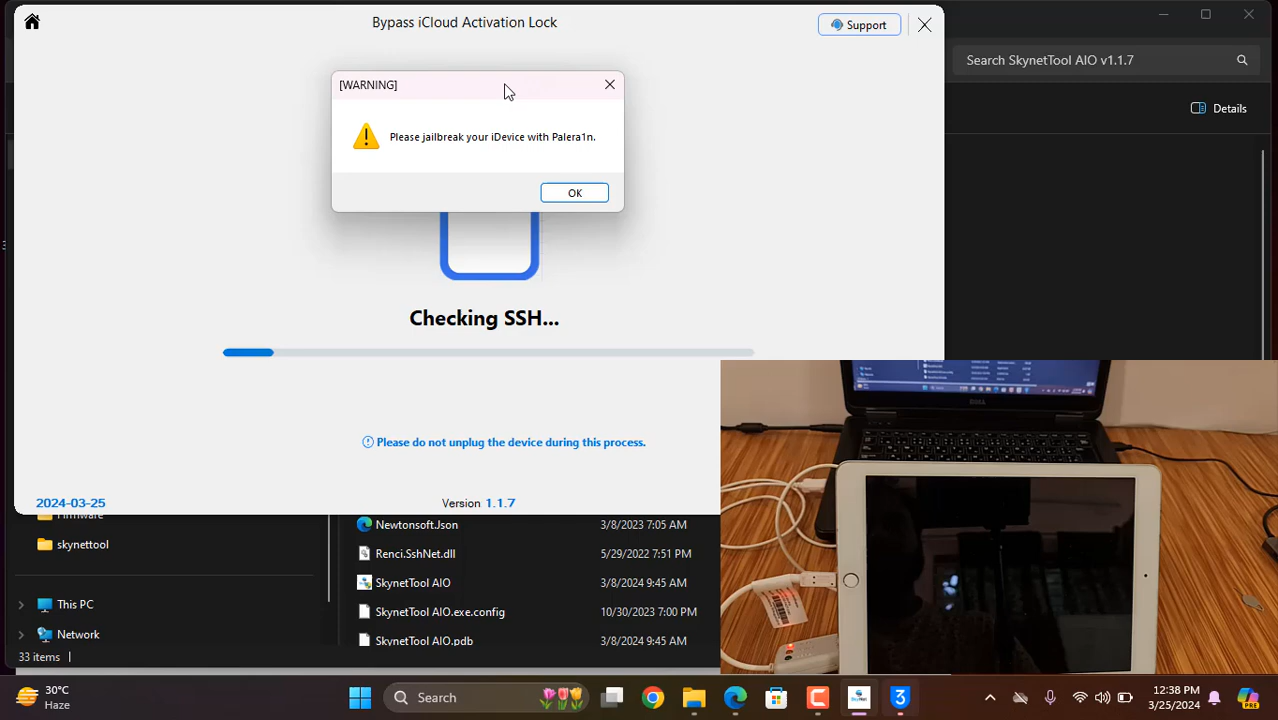 Bypass iCloud Activation Lock
Support
Search SkynetTool AIO v1.1.7
Details
[WARNING]
Please jailbreak your iDevice with Palera1n.
OK
Checking SSH...
Please do not unplug the device during this process.
2024-03-25
Version 1.1.7
Firmware
skynettool
This PC
Network
33 items
Newtonsoft.Json 3/8/2023 7:05 AM
Renci.SshNet.dll 5/29/2022 7:51 PM
SkynetTool AIO 3/8/2024 9:45 AM
SkynetTool AIO.exe.config 10/30/2023 7:00 PM
SkynetTool AIO.pdb 3/8/2024 9:45 AM
30°C
Haze
Search
3
12:38 PM
3/25/2024
PRE